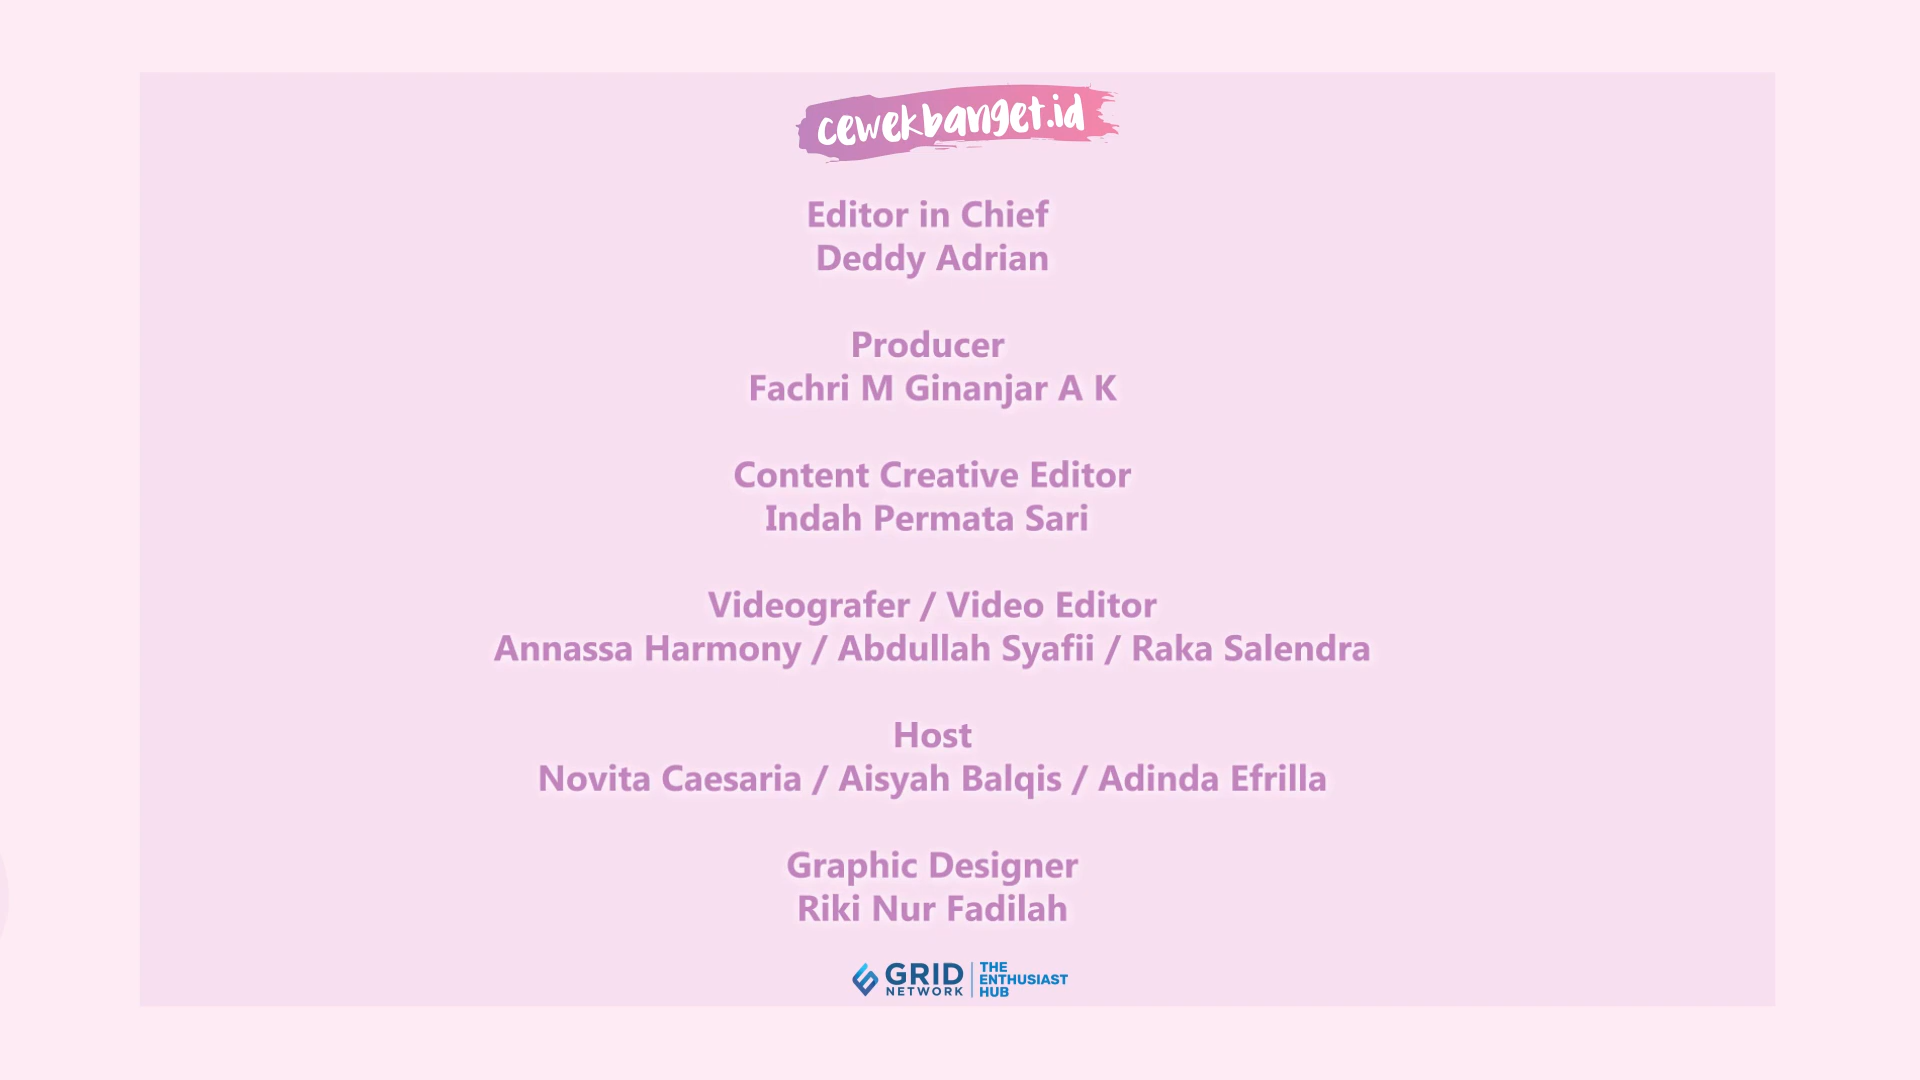 cewekbanget.id
Editor in Chief
Deddy Adrian
Producer
Fachri M Ginanjar A K
Content Creative Editor
Indah Permata Sari
Videografer / Video Editor
Annassa Harmony / Abdullah Syafii / Raka Salendra
Host
Novita Caesaria / Aisyah Balqis / Adinda Efrilla
Graphic Designer
Riki Nur Fadilah
GRID
NETWORK
THE
ENTHUSIAST
HUB